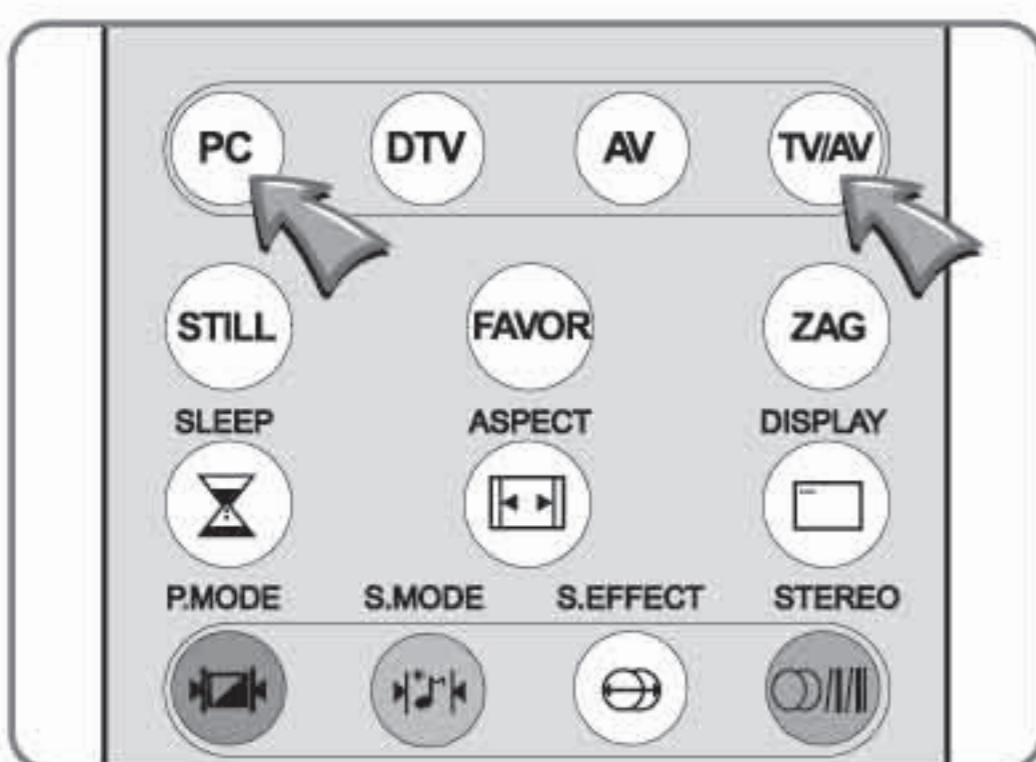 PC DTV AV TV/AV
STILL FAVOR ZAG
SLEEP ASPECT DISPLAY
P.MODE S.MODE S.EFFECT STEREO